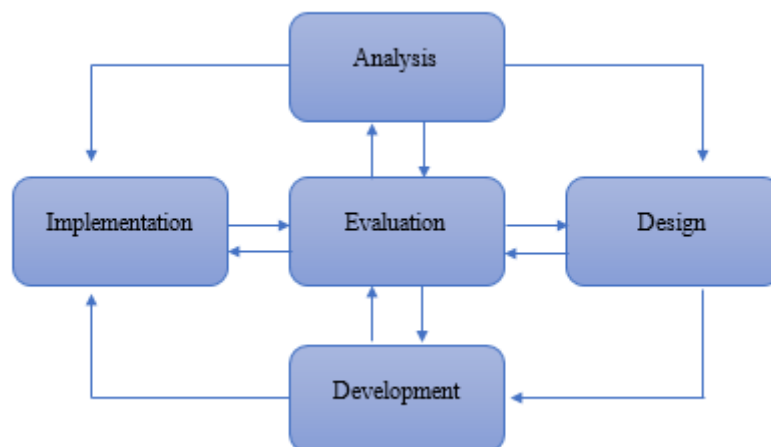 Analysis
Implementation
Evaluation
Design
Development